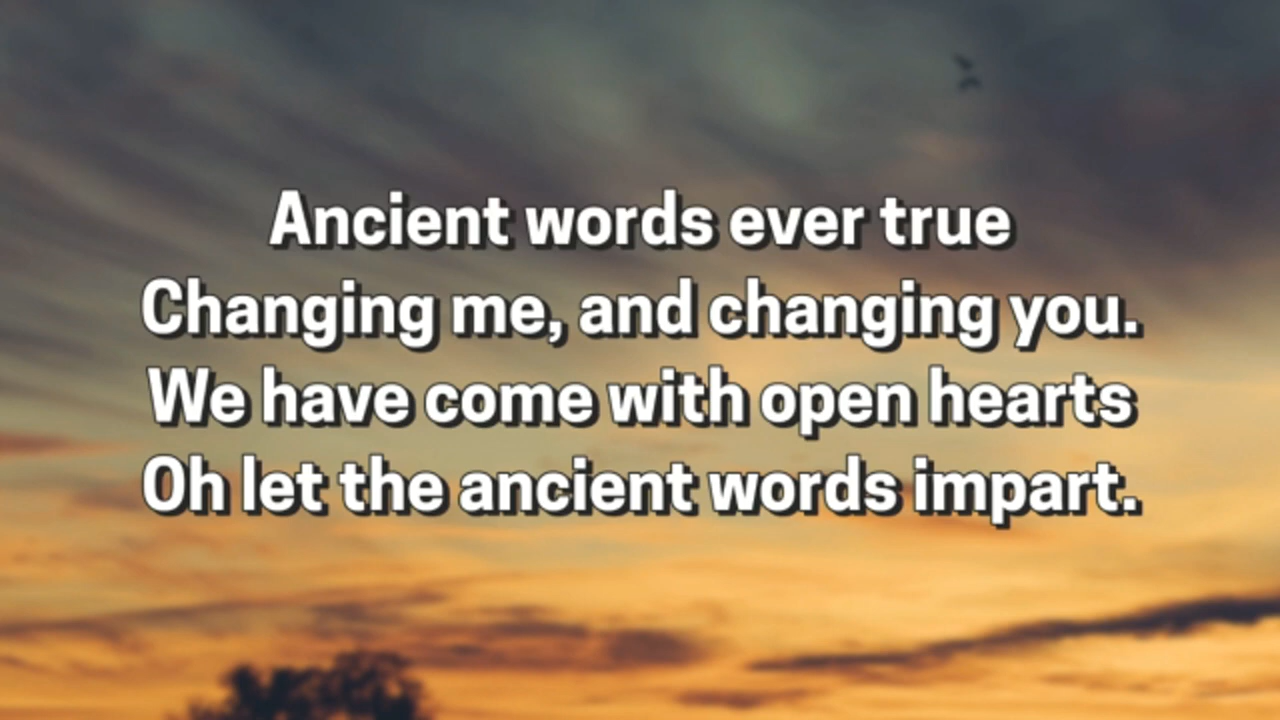 Ancient words ever true
Changing me, and changing you.
We have come with open hearts
Oh let the ancient words impart.